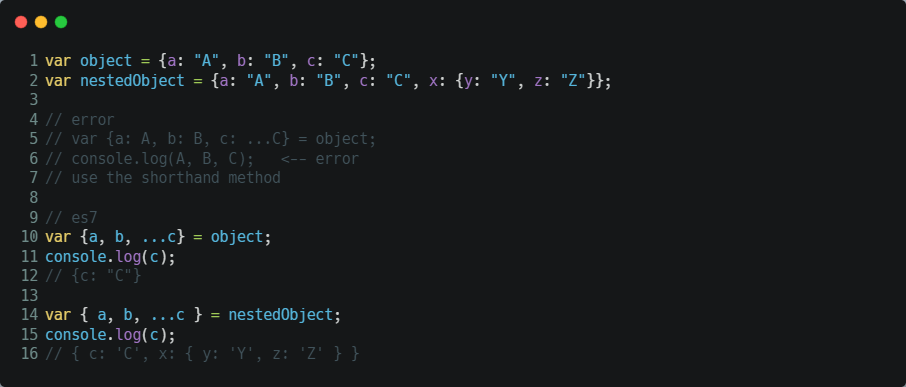 1 var object = {a: "A", b: "B", c: "C"};
2 var nestedObject = {a: "A", b: "B", c: "C", x: {y: "Y", z: "Z"}};
3
4 // error
5 // var {a: A, b: B, c: ...C} = object;
6 // console.log(A, B, C);   <-- error
7 // use the shorthand method
8
9 // es7
10 var {a, b, ...c} = object;
11 console.log(c);
12 // {c: "C"}
13
14 var { a, b, ...c } = nestedObject;
15 console.log(c);
16 // { c: 'C', x: { y: 'Y', z: 'Z' } }